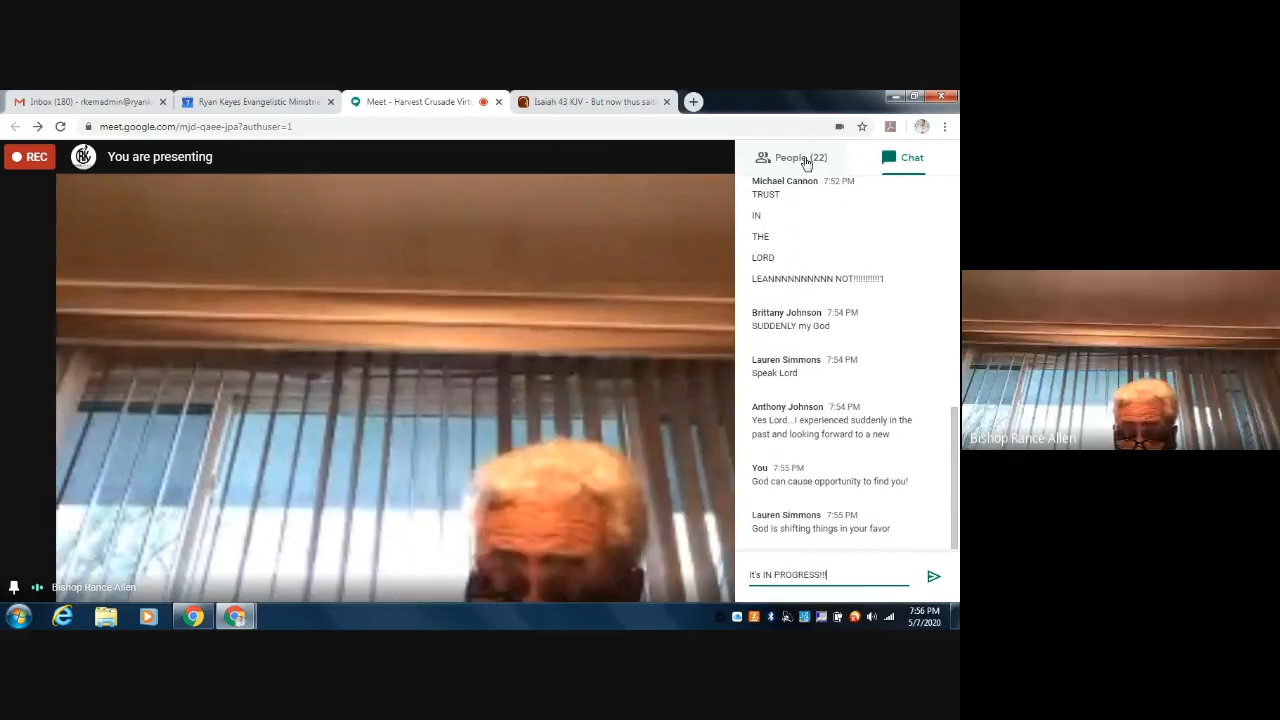 Inbox (180) - rkemadmin@ryank
Ryan Keyes Evangelistic Ministrie
Meet - Harvest Crusade Virtu
Isaiah 43 KJV - But now thus sait
meet.google.com/mjd-qaee-jpa?authuser=1
REC
RK
You are presenting
People (22)
Chat
Michael Cannon 7:52 PM
TRUST
IN
THE
LORD
LEANNNNNNNNNN NOT!!!!!!!!!!!1
Brittany Johnson 7:54 PM
SUDDENLY my God
Lauren Simmons 7:54 PM
Speak Lord
Anthony Johnson 7:54 PM
Yes Lord...I experienced suddenly in the
past and looking forward to a new
You 7:55 PM
God can cause opportunity to find you!
Lauren Simmons 7:55 PM
God is shifting things in your favor
It's IN PROGRESS!!!
Bishop Rance Allen
7:56 PM
5/7/2020
Bishop Rance Allen